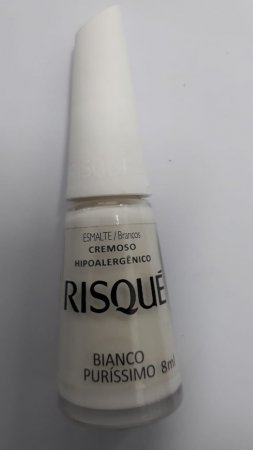 ESMALTE / Brancos
CREMOSO
HIPOALERGÊNICO
RISQUÉ
BIANCO
PURÍSSIMO 8ml